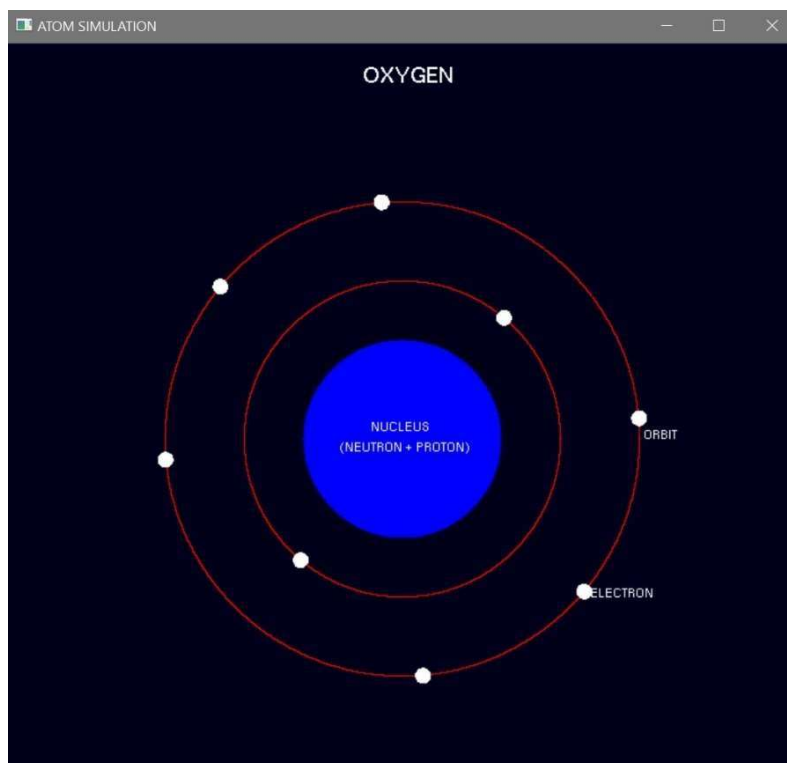 ATOM SIMULATION
OXYGEN
NUCLEUS
(NEUTRON + PROTON)
ORBIT
ELECTRON